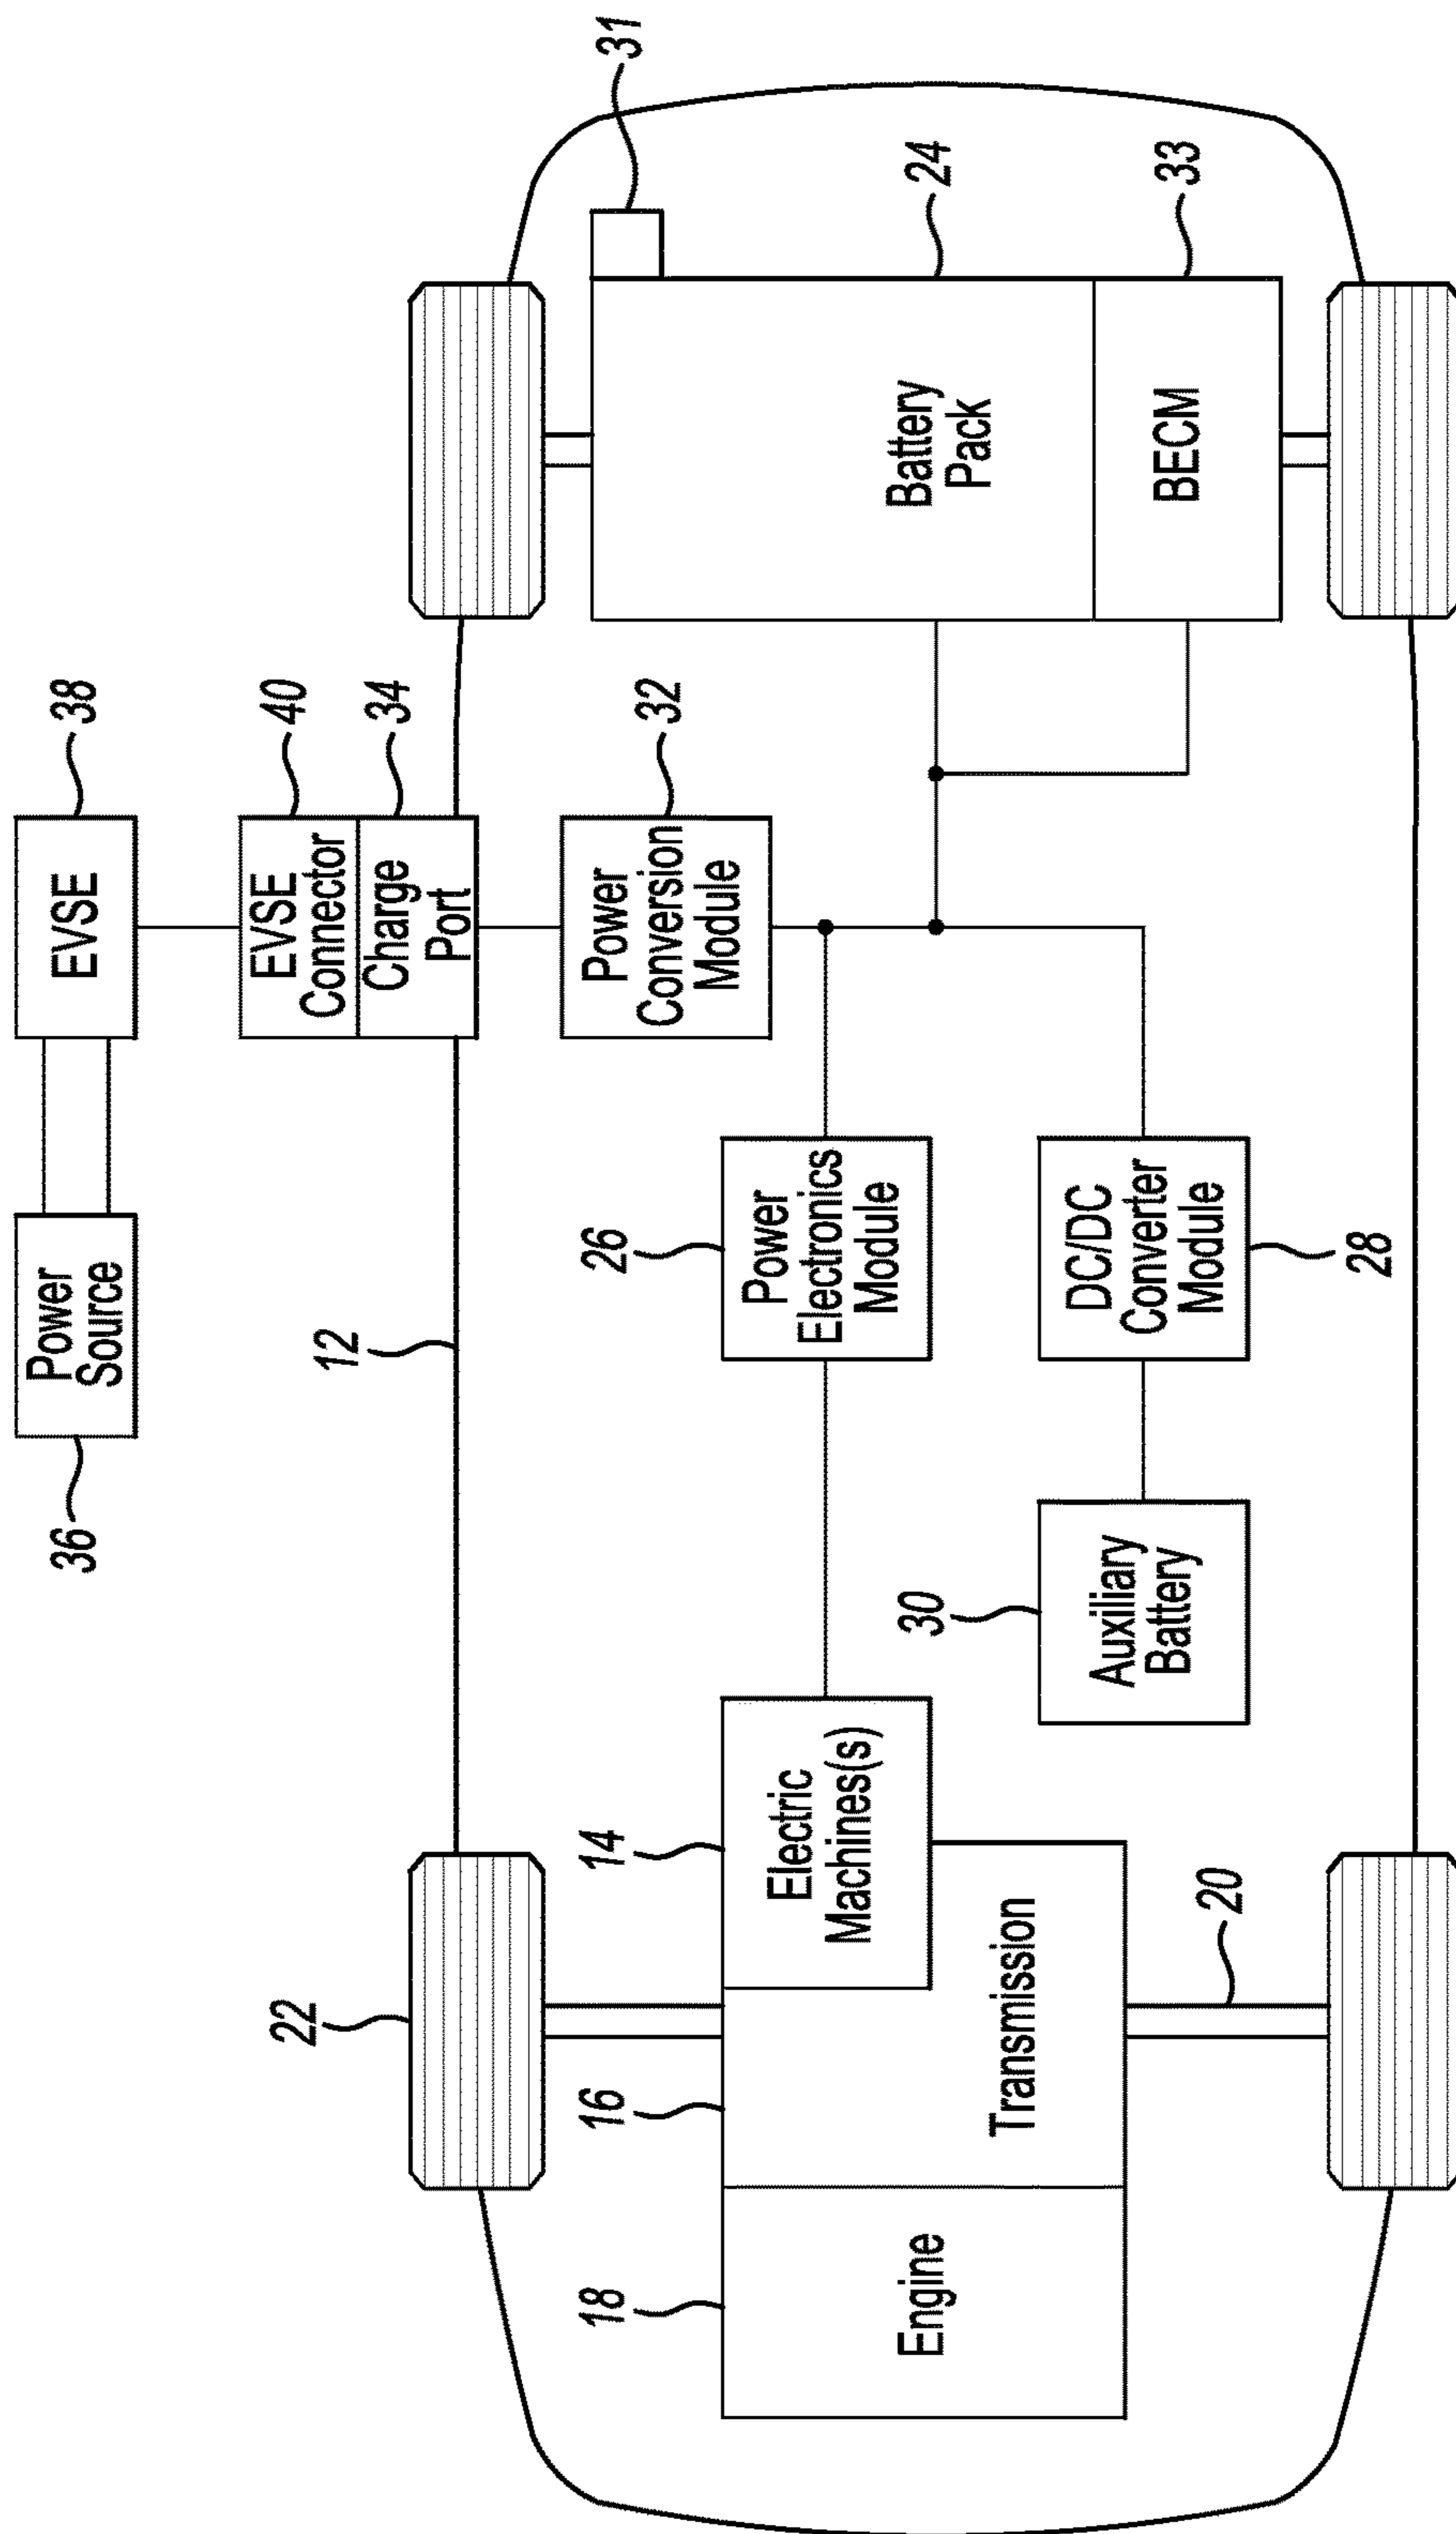 36
Power
Source
EVSE
38
EVSE
Connector
40
Charge
Port
34
12
Power
Conversion
Module
32
22
31
18
Engine
16
Transmission
14
Electric
Machines(s)
26
Power
Electronics
Module
Battery
Pack
24
30
Auxiliary
Battery
DC/DC
Converter
Module
28
BECM
33
20